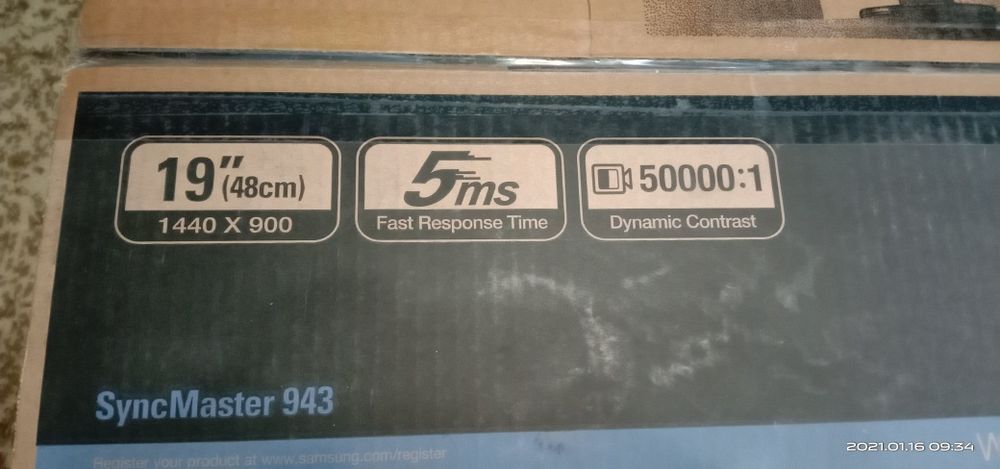 19" (48cm)
1440 X 900
5ms
Fast Response Time
50000:1
Dynamic Contrast
SyncMaster 943
Register your product at www.samsung.com/register
2021.01.16 09:34